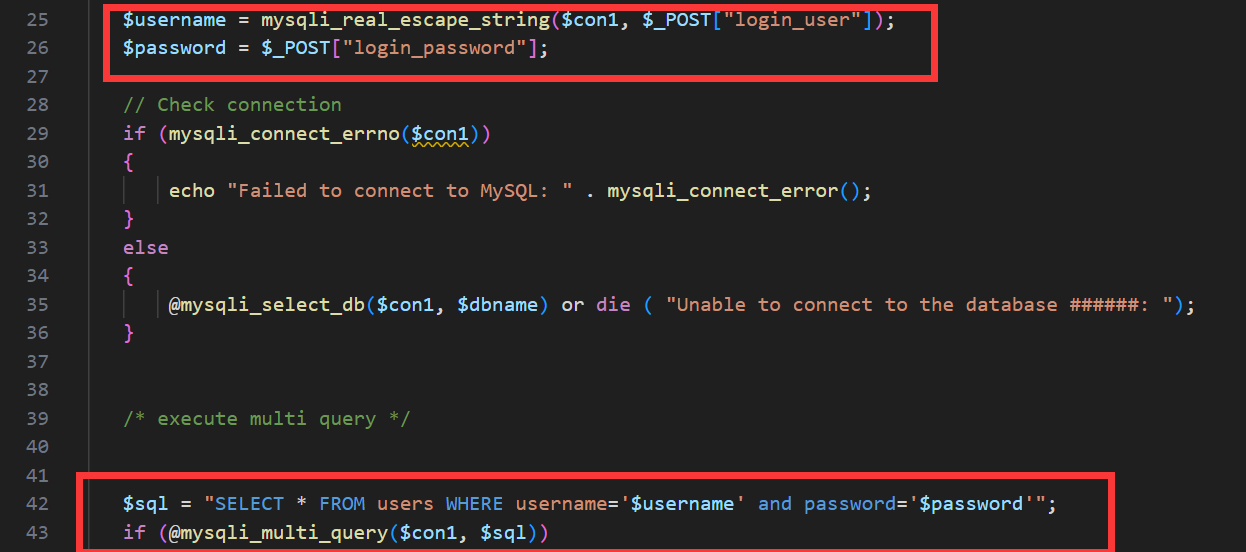 25 $username = mysqli_real_escape_string($con1, $_POST["login_user"]);
26 $password = $_POST["login_password"];
27
28 // Check connection
29 if (mysqli_connect_errno($con1))
30 {
31 echo "Failed to connect to MySQL: " . mysqli_connect_error();
32 }
33 else
34 {
35 @mysqli_select_db($con1, $dbname) or die ( "Unable to connect to the database ######: ");
36 }
37
38
39 /* execute multi query */
40
41
42 $sql = "SELECT * FROM users WHERE username='$username' and password='$password'";
43 if (@mysqli_multi_query($con1, $sql))